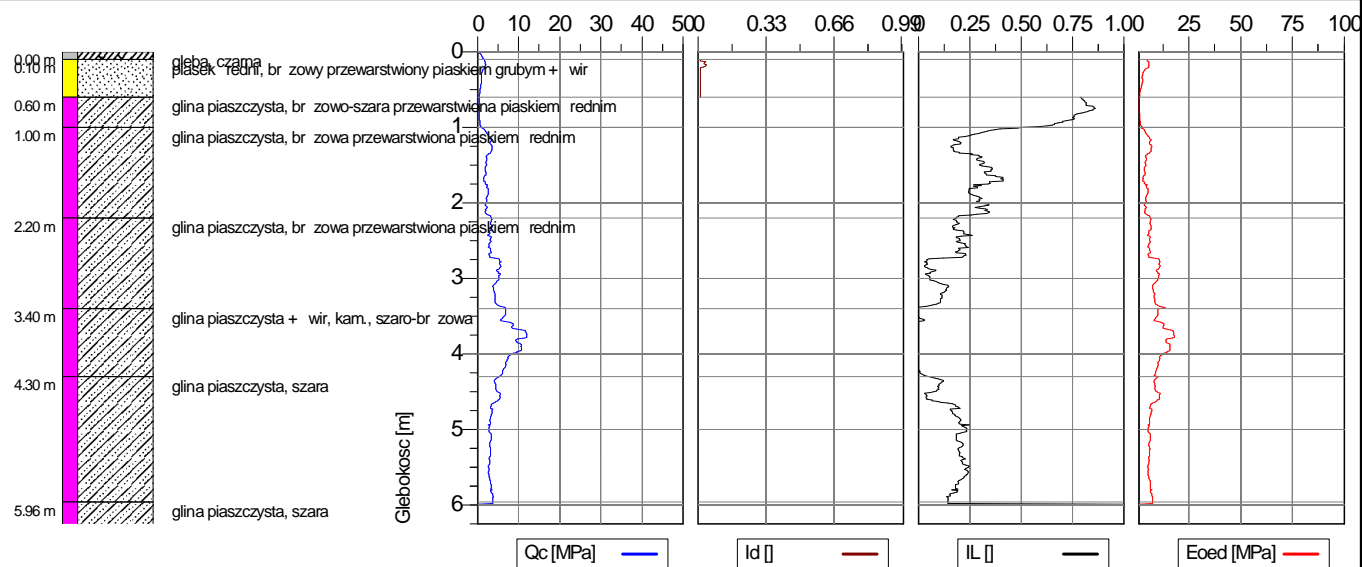 0 10 20 30 40 50
0 0.33 0.66 0.99
0 0.25 0.50 0.75 1.00
25 50 75 100
0.00 m gleba, czarna
0.10 m piasek redni, br zowy przewarstwiony piaskiem grubym + wir
0.60 m glina piaszczysta, br zowo-szara przewarstwiona piaskiem rednim
1.00 m glina piaszczysta, br zowa przewarstwiona piaskiem rednim
2.20 m glina piaszczysta, br zowa przewarstwiona piaskiem rednim
3.40 m glina piaszczysta + wir, kam., szaro-br zowa
4.30 m glina piaszczysta, szara
5.96 m glina piaszczysta, szara
Glebokosc [m]
0
1
2
3
4
5
6
Qc [MPa]
Id []
IL []
Eoed [MPa]